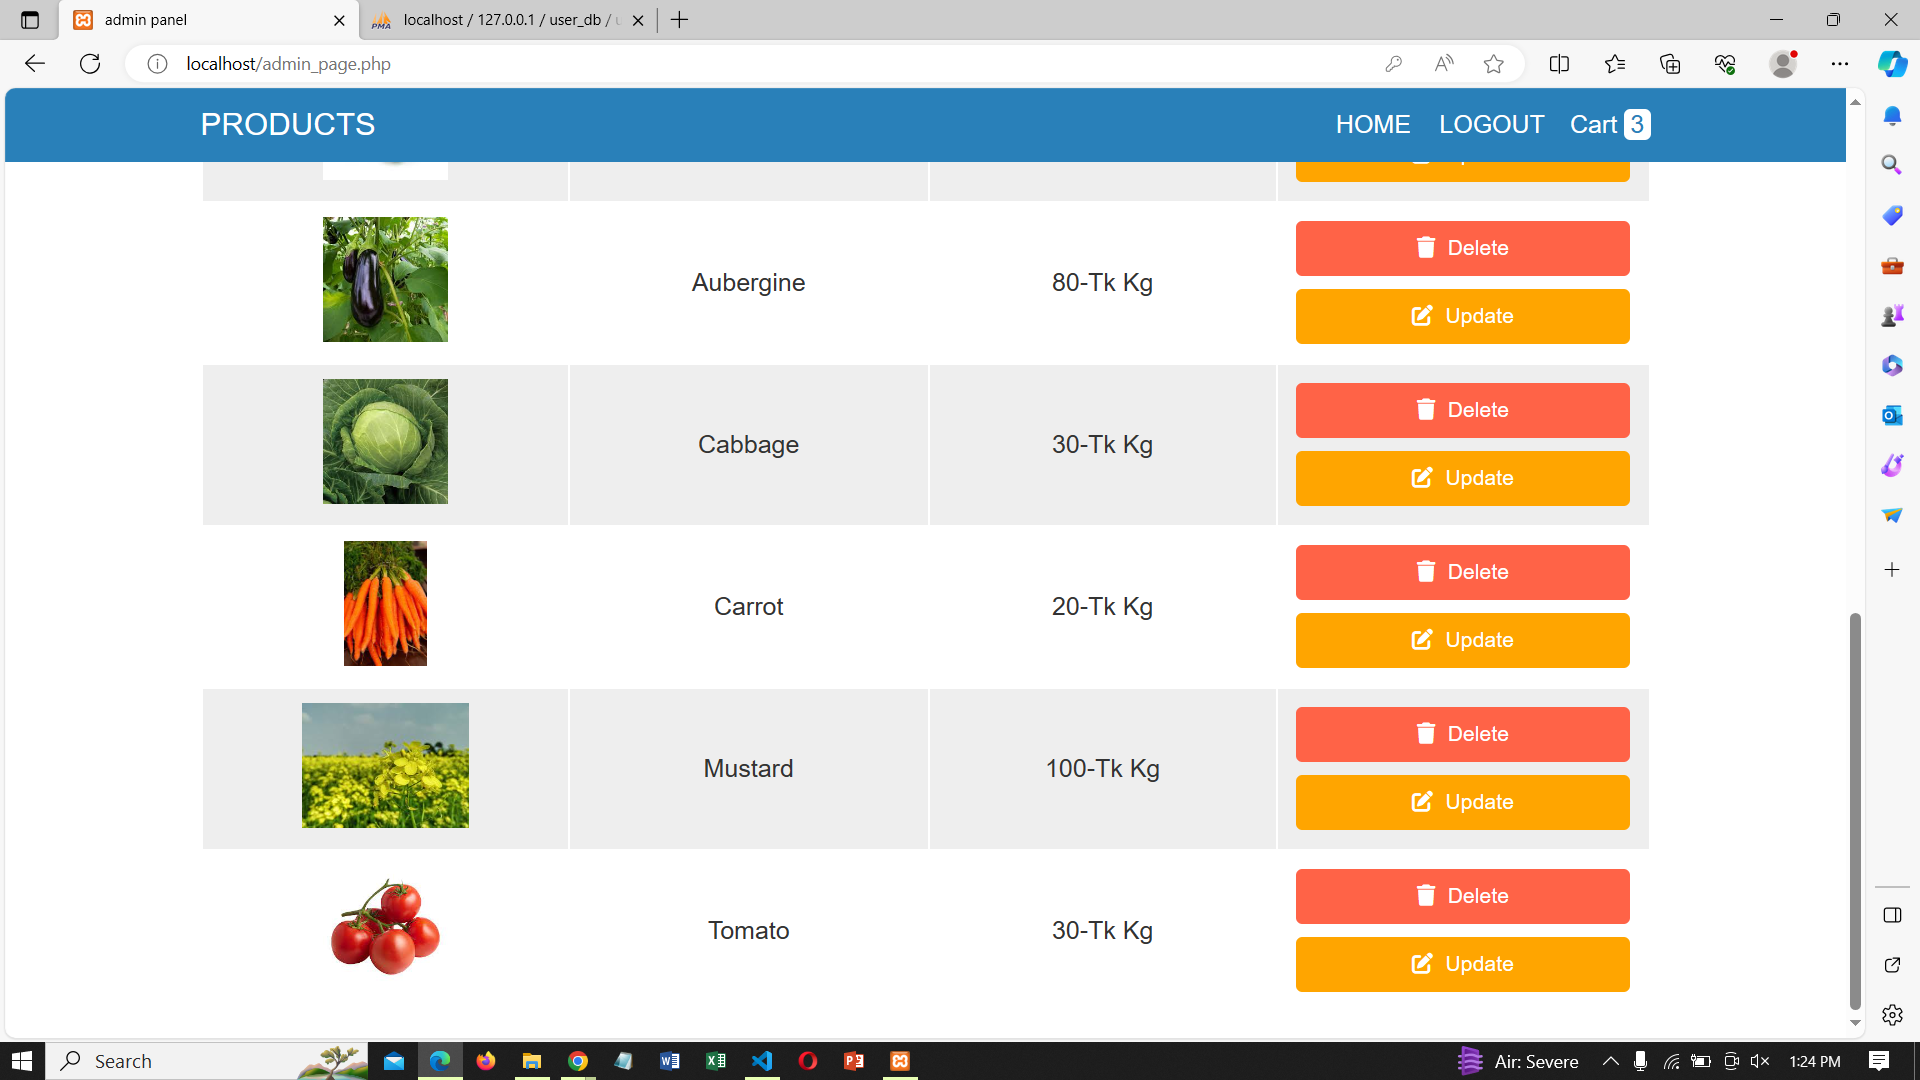 admin panel
localhost / 127.0.0.1 / user_db / u
localhost/admin_page.php
PRODUCTS
HOME LOGOUT Cart 3
Aubergine 80-Tk Kg Delete
Update
Cabbage 30-Tk Kg Delete
Update
Carrot 20-Tk Kg Delete
Update
Mustard 100-Tk Kg Delete
Update
Tomato 30-Tk Kg Delete
Update
Search
Air: Severe
1:24 PM